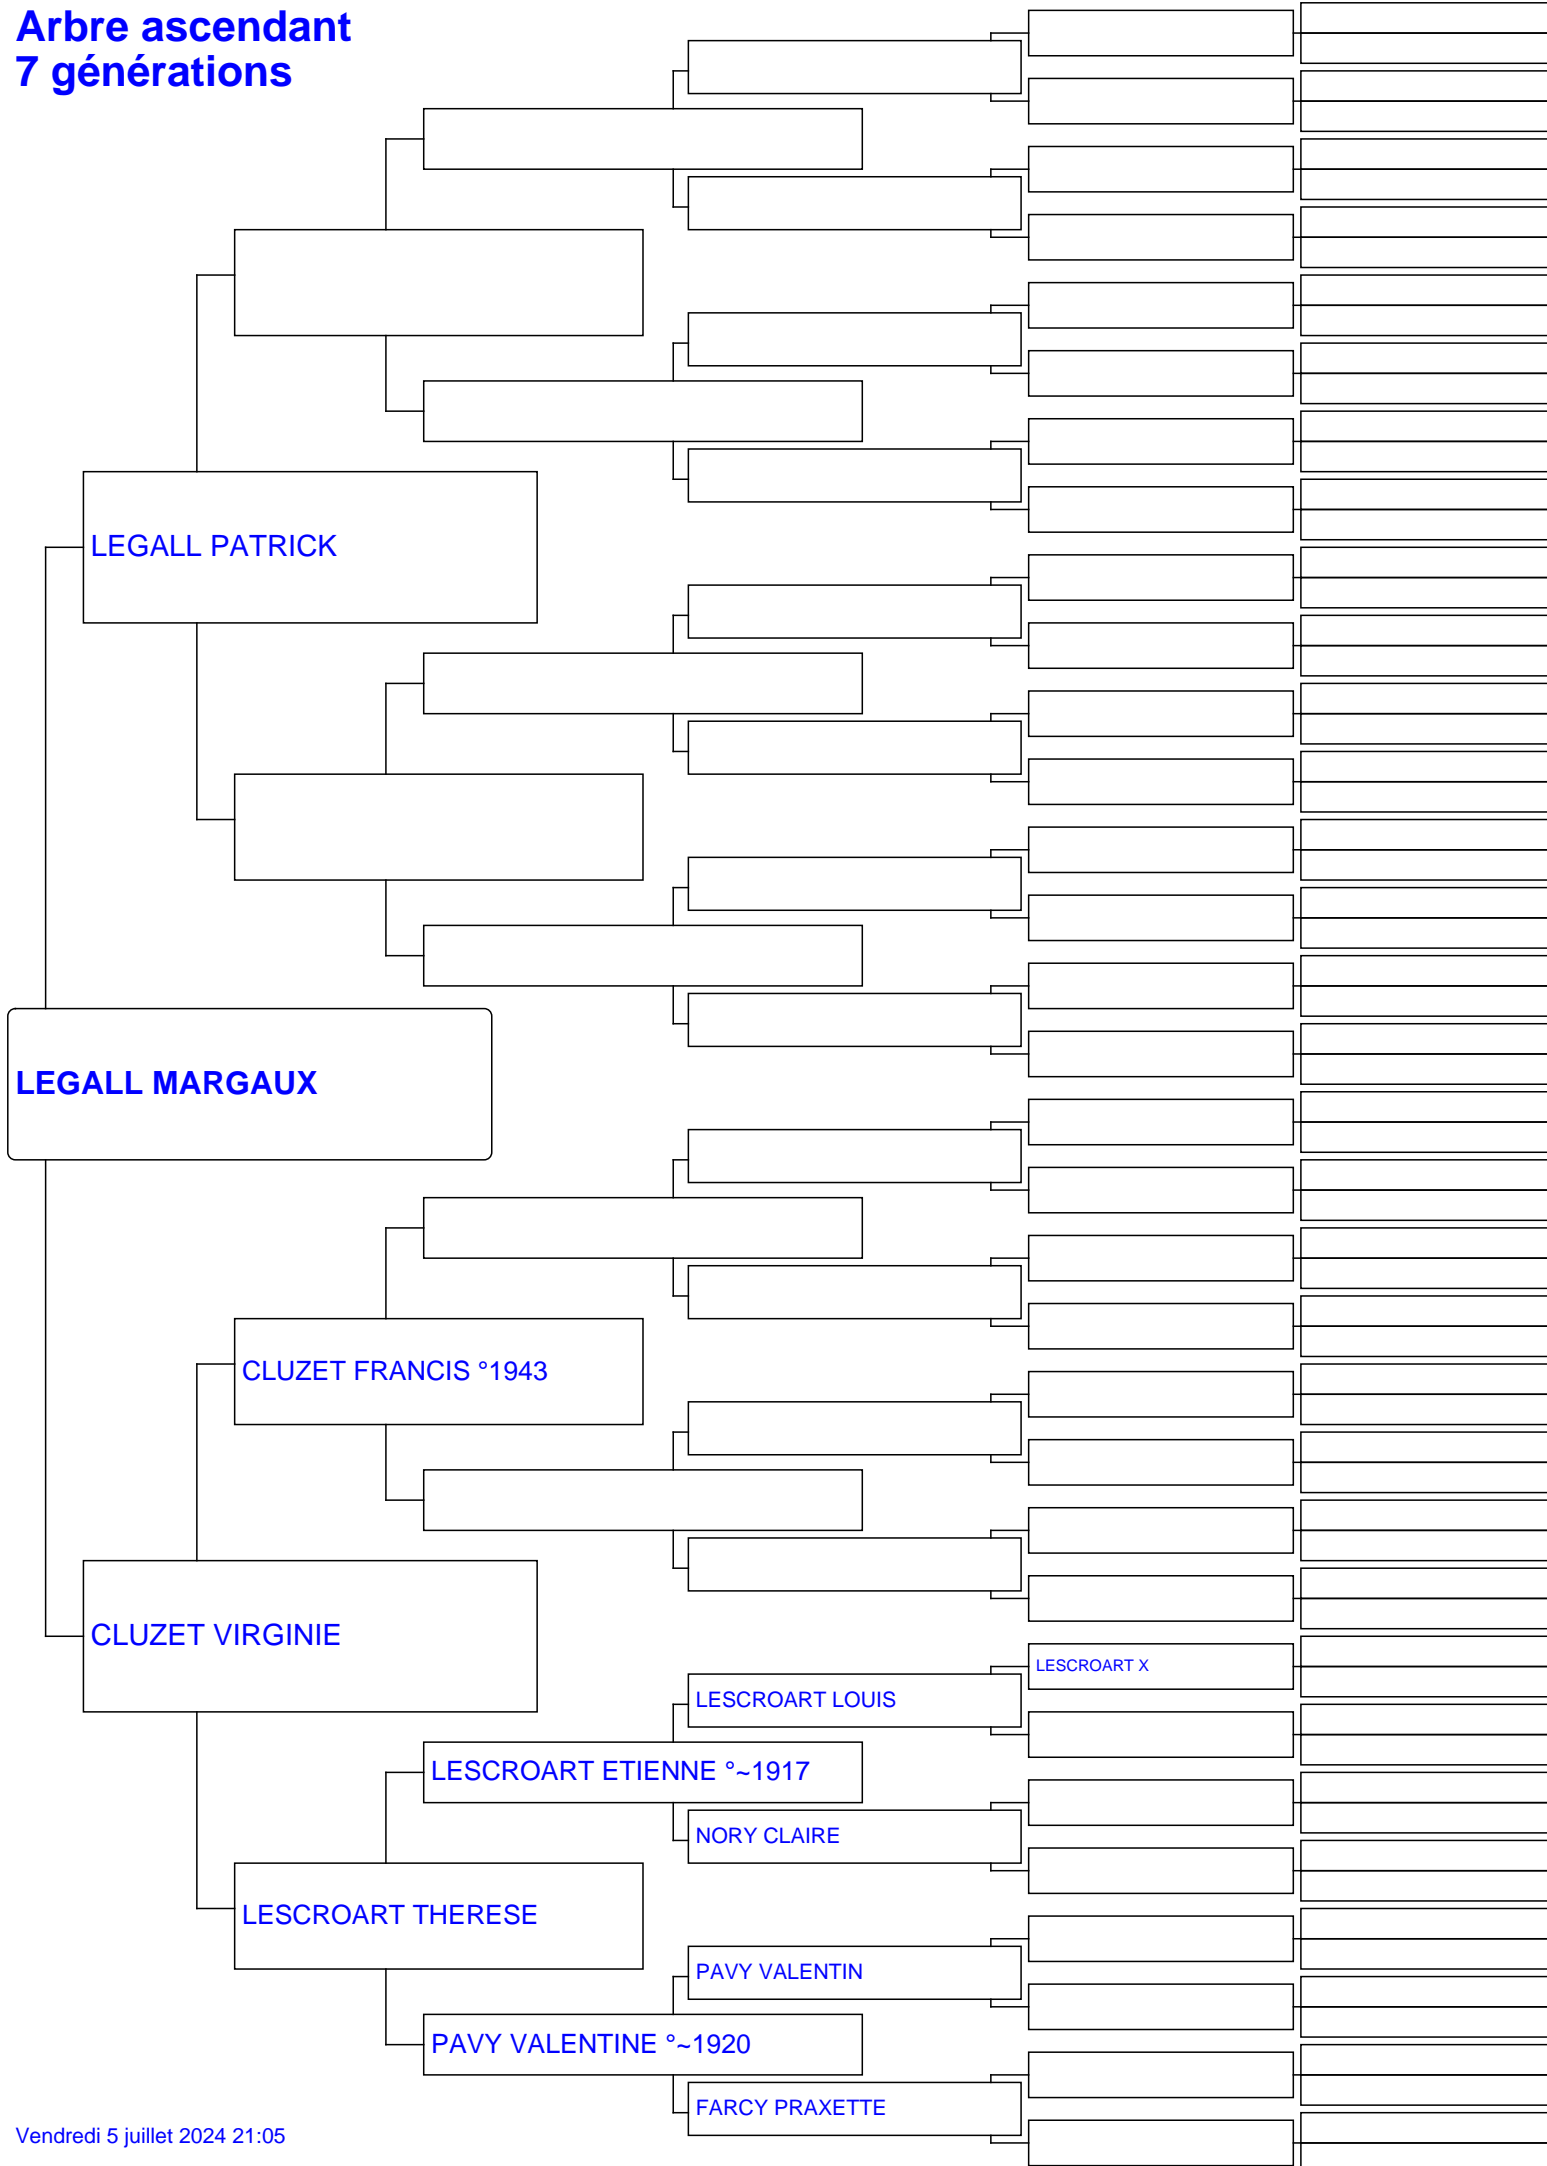 Arbre ascendant
7 générations
LEGALL PATRICK
LEGALL MARGAUX
CLUZET FRANCIS °1943
CLUZET VIRGINIE
LESCROART X
LESCROART LOUIS
LESCROART ETIENNE °~1917
NORY CLAIRE
LESCROART THERESE
PAVY VALENTIN
PAVY VALENTINE °~1920
FARCY PRAXETTE
Vendredi 5 juillet 2024 21:05